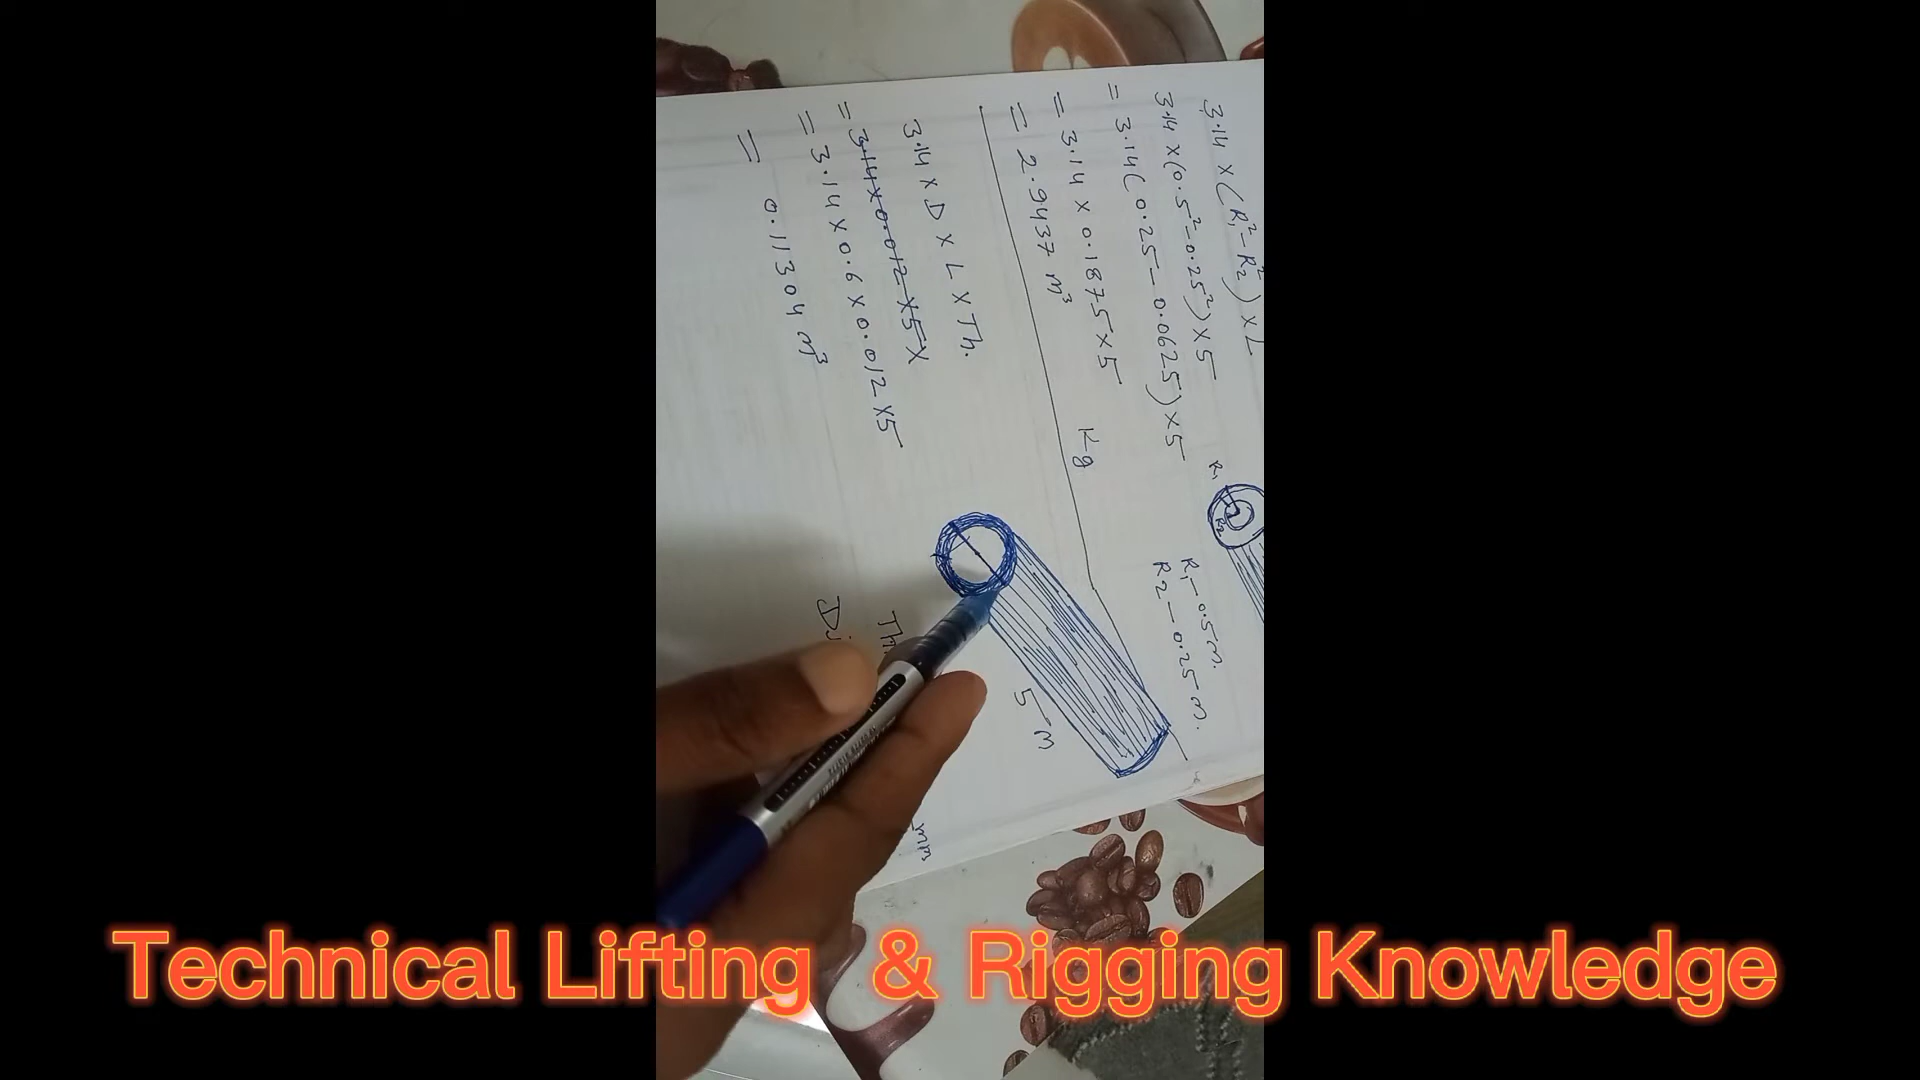 3.14 x (R₁² - R₂²) x L
3.14 x (0.5² - 0.25²) x 5
= 3.14 (0.25 - 0.0625) x 5
= 3.14 x 0.1875 x 5
= 2.9437 m³
Kg
R₁
R₂
R₁ - 0.5 m.
R2 - 0.25 m.
3.14 x D x L x Th.
= 3.14 x 0.012 x 5 x
= 3.14 x 0.6 x 0.012 x 5
= 0.11304 m³
5 m
Technical Lifting & Rigging Knowledge